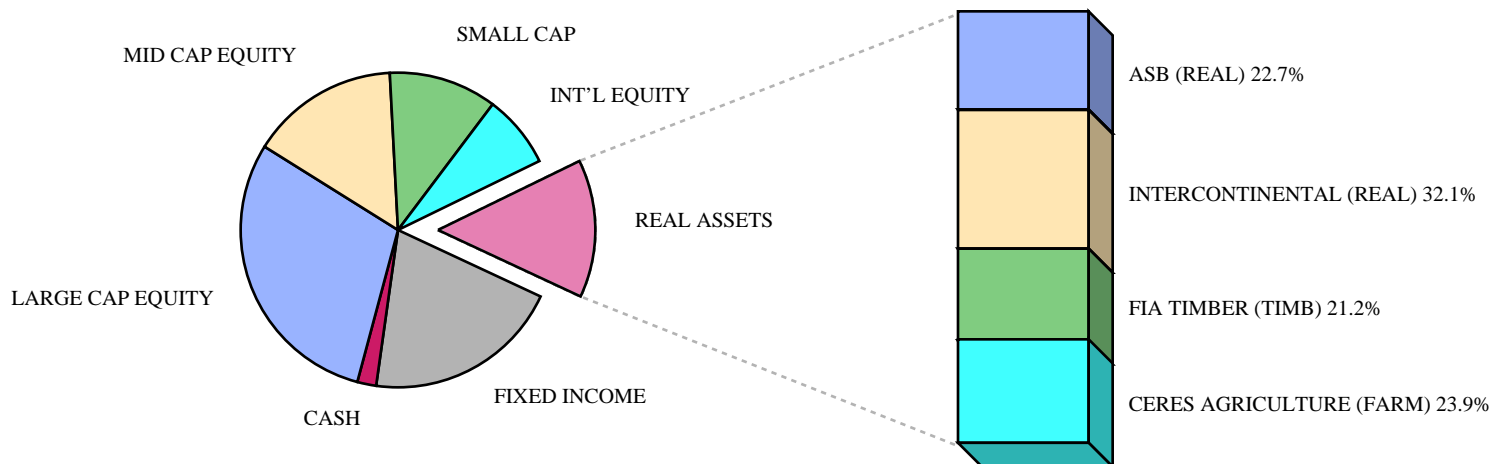 SMALL CAP
MID CAP EQUITY
INT'L EQUITY
REAL ASSETS
LARGE CAP EQUITY
FIXED INCOME
CASH
ASB (REAL) 22.7%
INTERCONTINENTAL (REAL) 32.1%
FIA TIMBER (TIMB) 21.2%
CERES AGRICULTURE (FARM) 23.9%